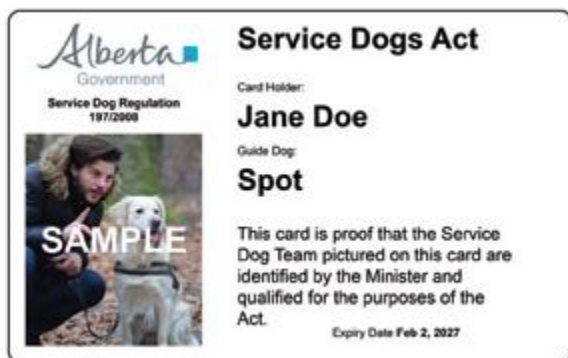 Alberta
Government
Service Dog Regulation
197/2008
SAMPLE
Service Dogs Act
Card Holder:
Jane Doe
Guide Dog:
Spot
This card is proof that the Service
Dog Team pictured on this card are
identified by the Minister and
qualified for the purposes of the
Act.
Expiry Date Feb 2, 2027